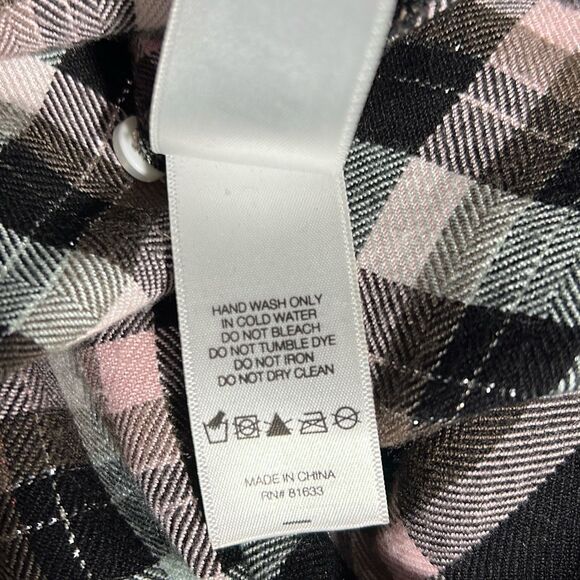 HAND WASH ONLY
IN COLD WATER
DO NOT BLEACH
DO NOT TUMBLE DYE
DO NOT IRON
DO NOT DRY CLEAN
MADE IN CHINA
RN# 81633